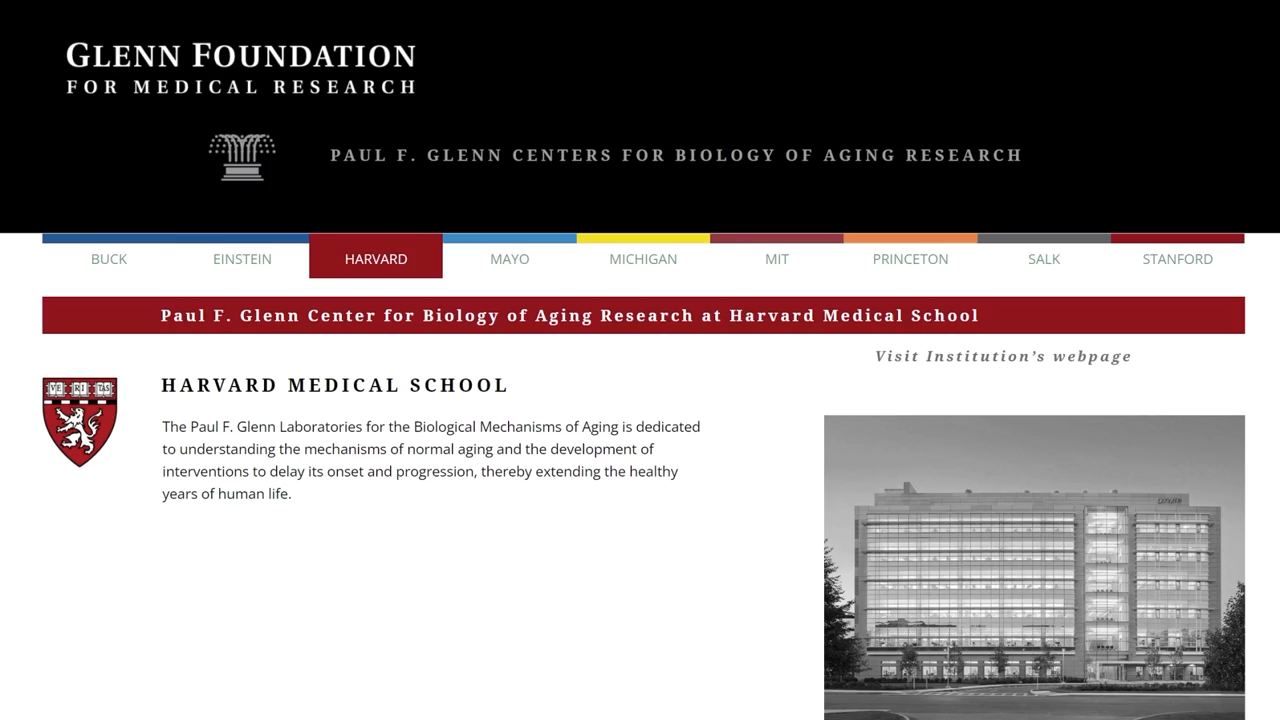 GLENN FOUNDATION
FOR MEDICAL RESEARCH
PAUL F. GLENN CENTERS FOR BIOLOGY OF AGING RESEARCH
BUCK EINSTEIN HARVARD MAYO MICHIGAN MIT PRINCETON SALK STANFORD
Paul F. Glenn Center for Biology of Aging Research at Harvard Medical School
Visit Institution's webpage
VE RI TAS
HARVARD MEDICAL SCHOOL
The Paul F. Glenn Laboratories for the Biological Mechanisms of Aging is dedicated
to understanding the mechanisms of normal aging and the development of
interventions to delay its onset and progression, thereby extending the healthy
years of human life.